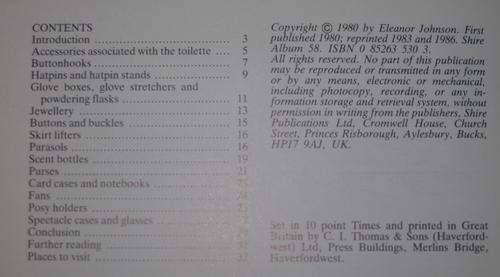 CONTENTS
Introduction ............................ 3
Accessories associated with the toilette .... 5
Buttonhooks ............................ 7
Hatpins and hatpin stands .................. 9
Glove boxes, glove stretchers and
powdering flasks ........................ 11
Jewellery ............................ 13
Buttons and buckles ...................... 15
Skirt lifters ............................ 16
Parasols ............................ 16
Scent bottles ............................ 19
Purses ............................ 21
Card cases and notebooks ..................
Fans ............................
Posy holders ............................
Spectacle cases and glasses ................
Conclusion ............................
Further reading ..........................
Places to visit ..........................
Copyright © 1980 by Eleanor Johnson. First
published 1980; reprinted 1983 and 1986. Shire
Album 58. ISBN 0 85263 530 3.
All rights reserved. No part of this publication
may be reproduced or transmitted in any form
or by any means, electronic or mechanical,
including photocopy, recording, or any in-
formation storage and retrieval system, without
permission in writing from the publishers, Shire
Publications Ltd, Cromwell House, Church
Street, Princes Risborough, Aylesbury, Bucks,
HP17 9AJ, UK.
Set in 10 point Times and printed in Great
Britain by C. I. Thomas & Sons (Haverford-
west) Ltd, Press Buildings, Merlins Bridge,
Haverfordwest.